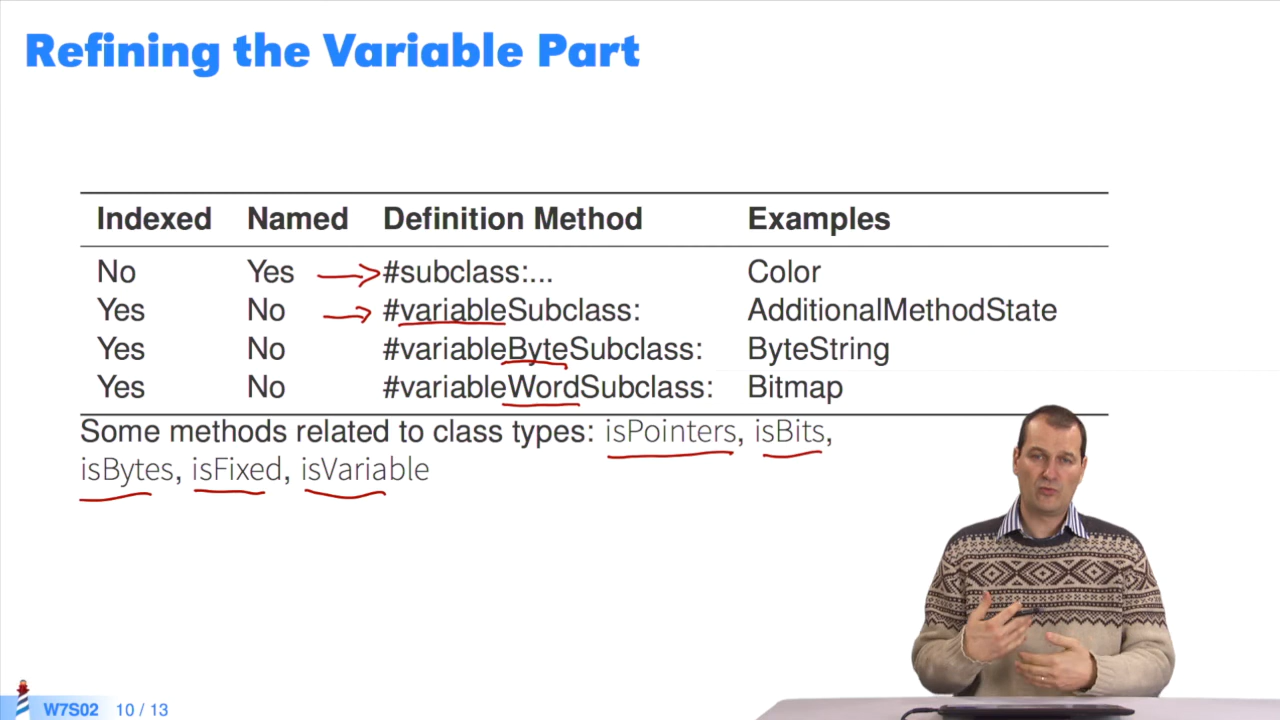 Refining the Variable Part
Indexed Named Definition Method Examples
No Yes #subclass:... Color
Yes No #variableSubclass: AdditionalMethodState
Yes No #variableByteSubclass: ByteString
Yes No #variableWordSubclass: Bitmap
Some methods related to class types: isPointers, isBits,
isBytes, isFixed, isVariable
W7S02 10 / 13